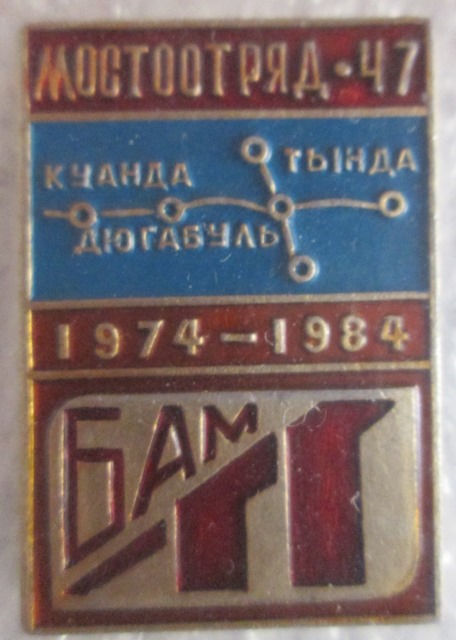 МОСТООТРЯД·47
ТЫНДА
КУАНДА
ДЮГАБУЛЬ
1974-1984
БАМ